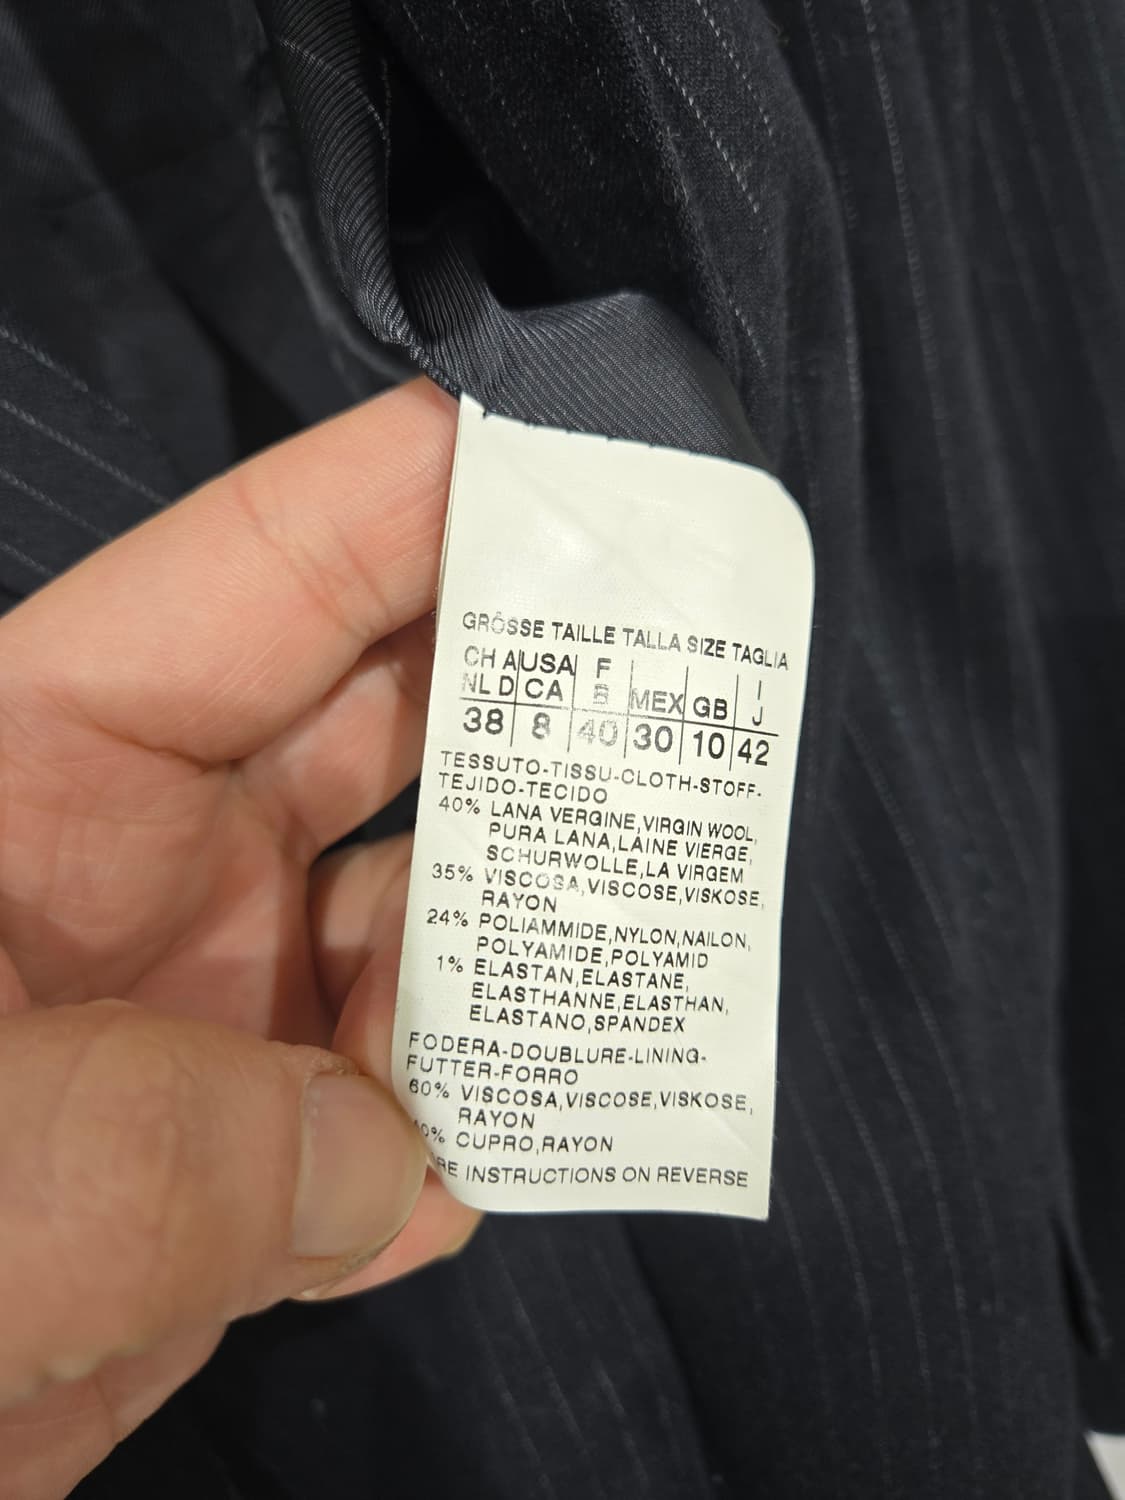 GRÖSSE TAILLE TALLA SIZE TAGLIA
CH A USA F I
NL D CA B MEX GB J
38 8 40 30 10 42
TESSUTO-TISSU-CLOTH-STOFF-
TEJIDO-TECIDO
40% LANA VERGINE,VIRGIN WOOL,
PURA LANA,LAINE VIERGE,
SCHURWOLLE,LA VIRGEM
35% VISCOSA,VISCOSE,VISKOSE,
RAYON
24% POLIAMMIDE,NYLON,NAILON,
POLYAMIDE,POLYAMID
1% ELASTAN,ELASTANE,
ELASTHANNE,ELASTHAN,
ELASTANO,SPANDEX
FODERA-DOUBLURE-LINING-
FUTTER-FORRO
60% VISCOSA,VISCOSE,VISKOSE,
RAYON
CUPRO,RAYON
INSTRUCTIONS ON REVERSE